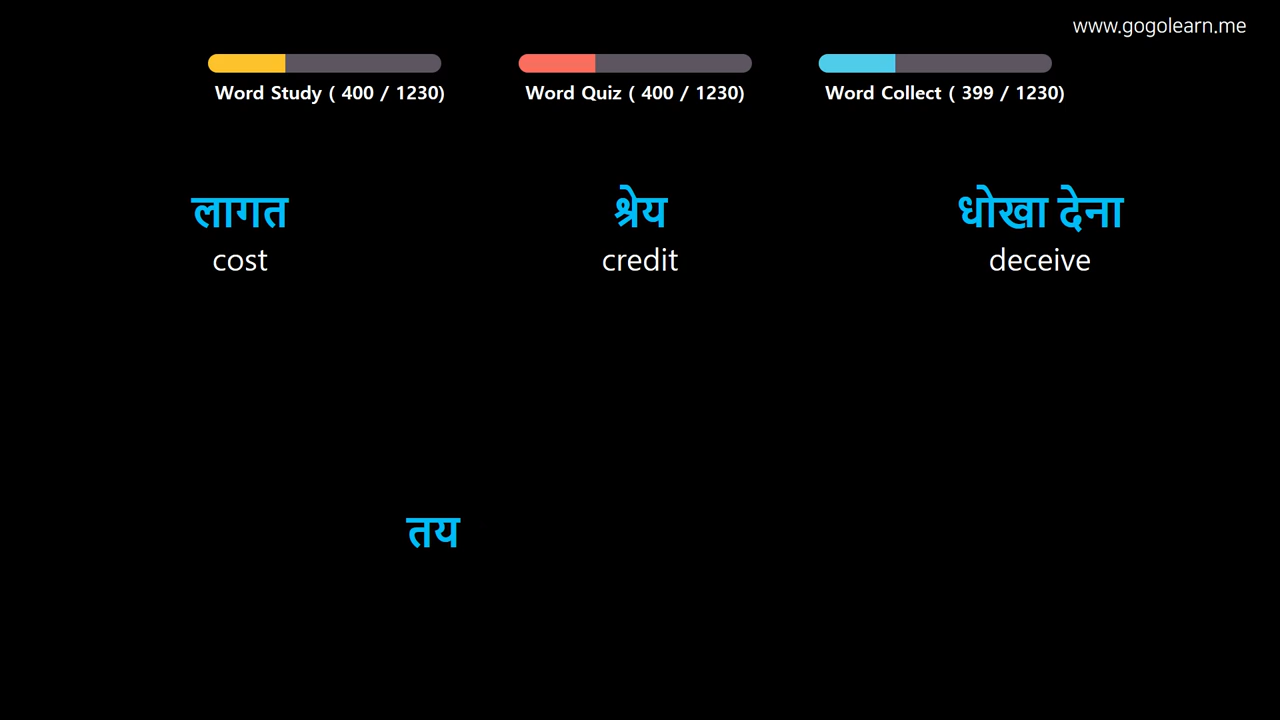 www.gogolearn.me
Word Study ( 400 / 1230)
Word Quiz ( 400 / 1230)
Word Collect ( 399 / 1230)
लागत
श्रेय
धोखा देना
cost
credit
deceive
तय